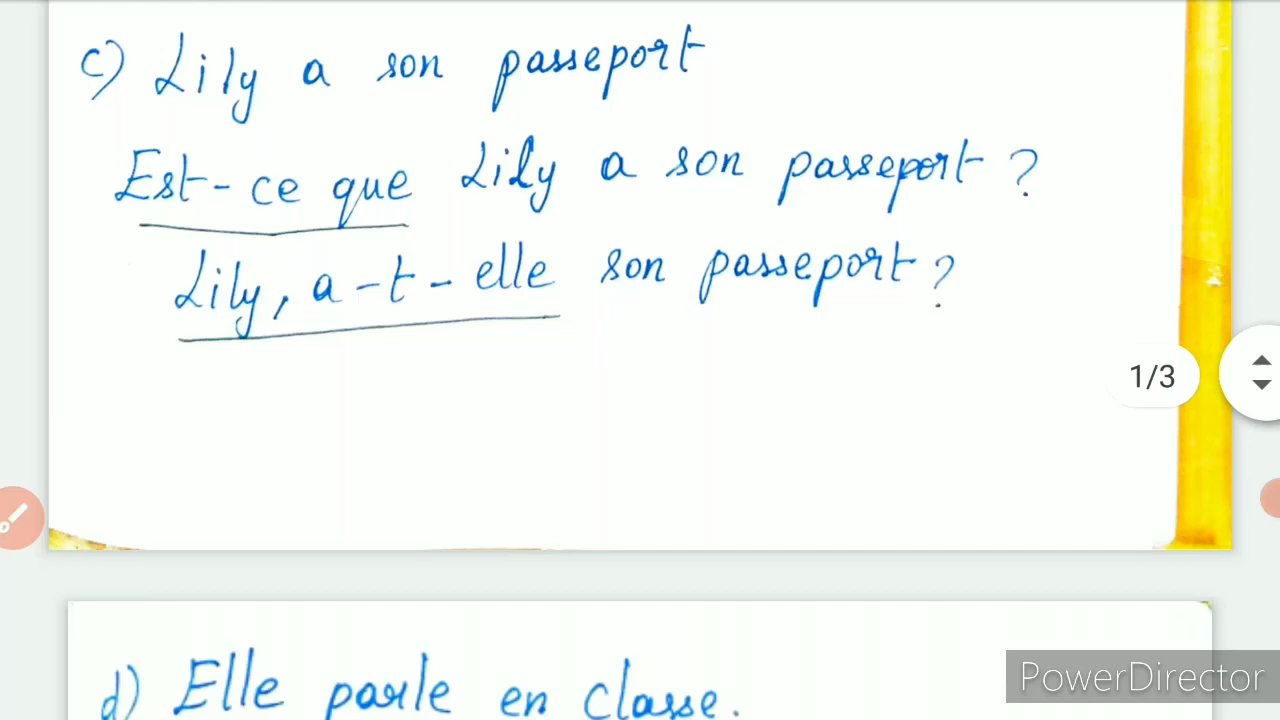 c) Lily a son passeport
Est-ce que Lily a son passeport ?
Lily, a-t-elle son passeport ?
1/3
d) Elle parle en classe.
PowerDirector